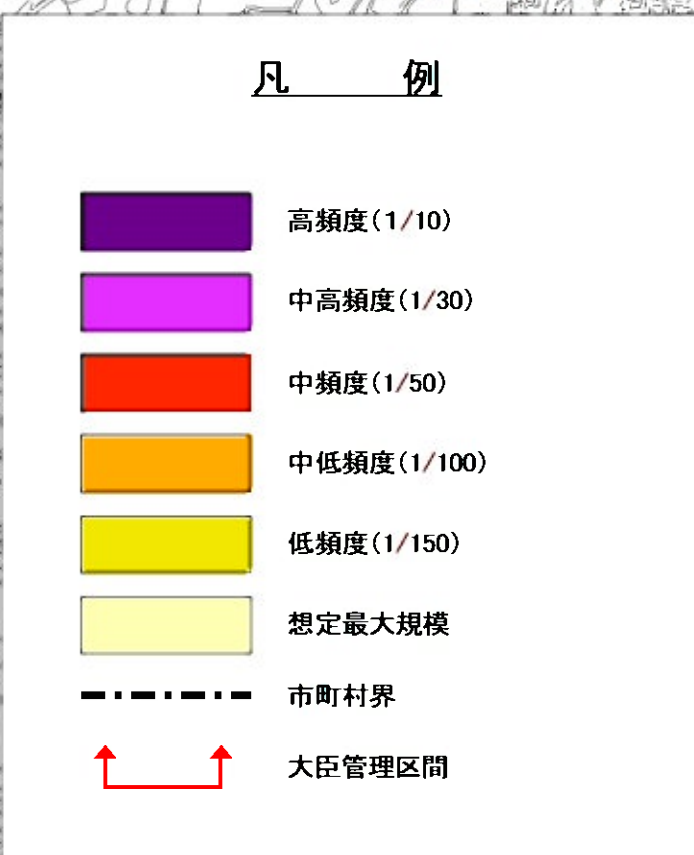 凡 例
高頻度(1/10)
中高頻度(1/30)
中頻度(1/50)
中低頻度(1/100)
低頻度(1/150)
想定最大規模
市町村界
大臣管理区間